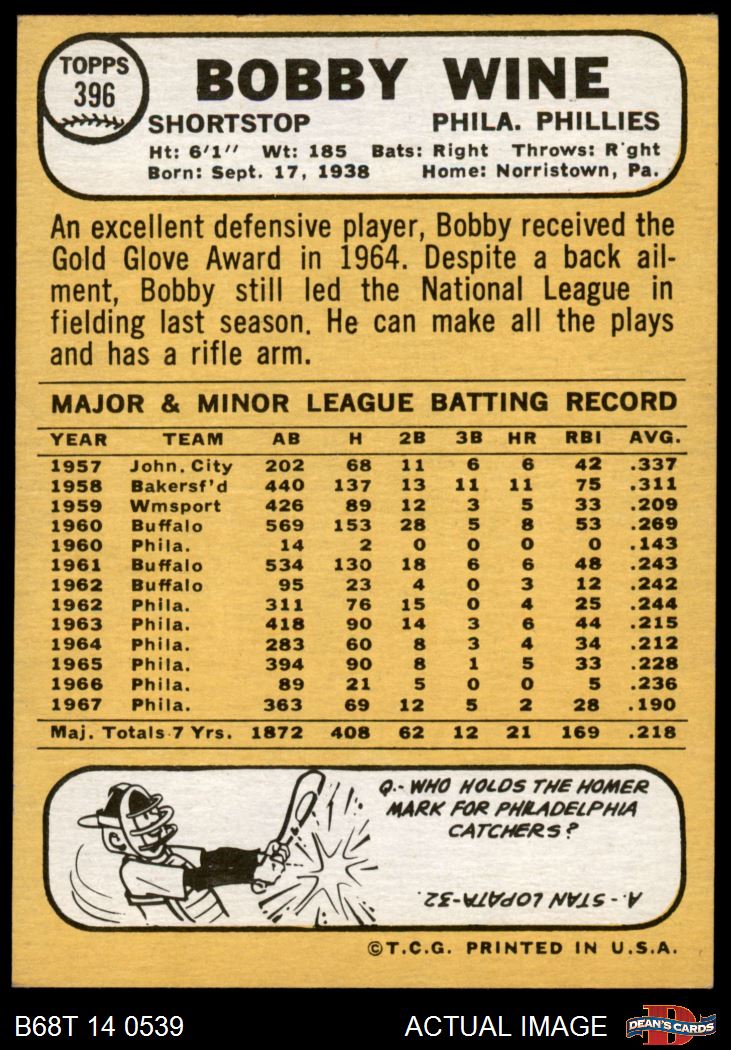 TOPPS
396
BOBBY WINE
SHORTSTOP PHILA. PHILLIES
Ht: 6'1'' Wt: 185 Bats: Right Throws: R'ght
Born: Sept. 17, 1938 Home: Norristown, Pa.
An excellent defensive player, Bobby received the
Gold Glove Award in 1964. Despite a back ail-
ment, Bobby still led the National League in
fielding last season. He can make all the plays
and has a rifle arm.
MAJOR & MINOR LEAGUE BATTING RECORD
YEAR TEAM AB H 2B 3B HR RBI AVG.
1957 John. City 202 68 11 6 6 42 .337
1958 Bakersf'd 440 137 13 11 11 75 .311
1959 Wmsport 426 89 12 3 5 33 .209
1960 Buffalo 569 153 28 5 8 53 .269
1960 Phila. 14 2 0 0 0 0 .143
1961 Buffalo 534 130 18 6 6 48 .243
1962 Buffalo 95 23 4 0 3 12 .242
1962 Phila. 311 76 15 0 4 25 .244
1963 Phila. 418 90 14 3 6 44 .215
1964 Phila. 283 60 8 3 4 34 .212
1965 Phila. 394 90 8 1 5 33 .228
1966 Phila. 89 21 5 0 0 5 .236
1967 Phila. 363 69 12 5 2 28 .190
Maj. Totals 7 Yrs. 1872 408 62 12 21 169 .218
Q.- WHO HOLDS THE HOMER
MARK FOR PHILADELPHIA
CATCHERS?
A.- STAN LOPATA-32.
©T.C.G. PRINTED IN U.S.A.
B68T 14 0539 ACTUAL IMAGE
D
DEAN'S CARDS